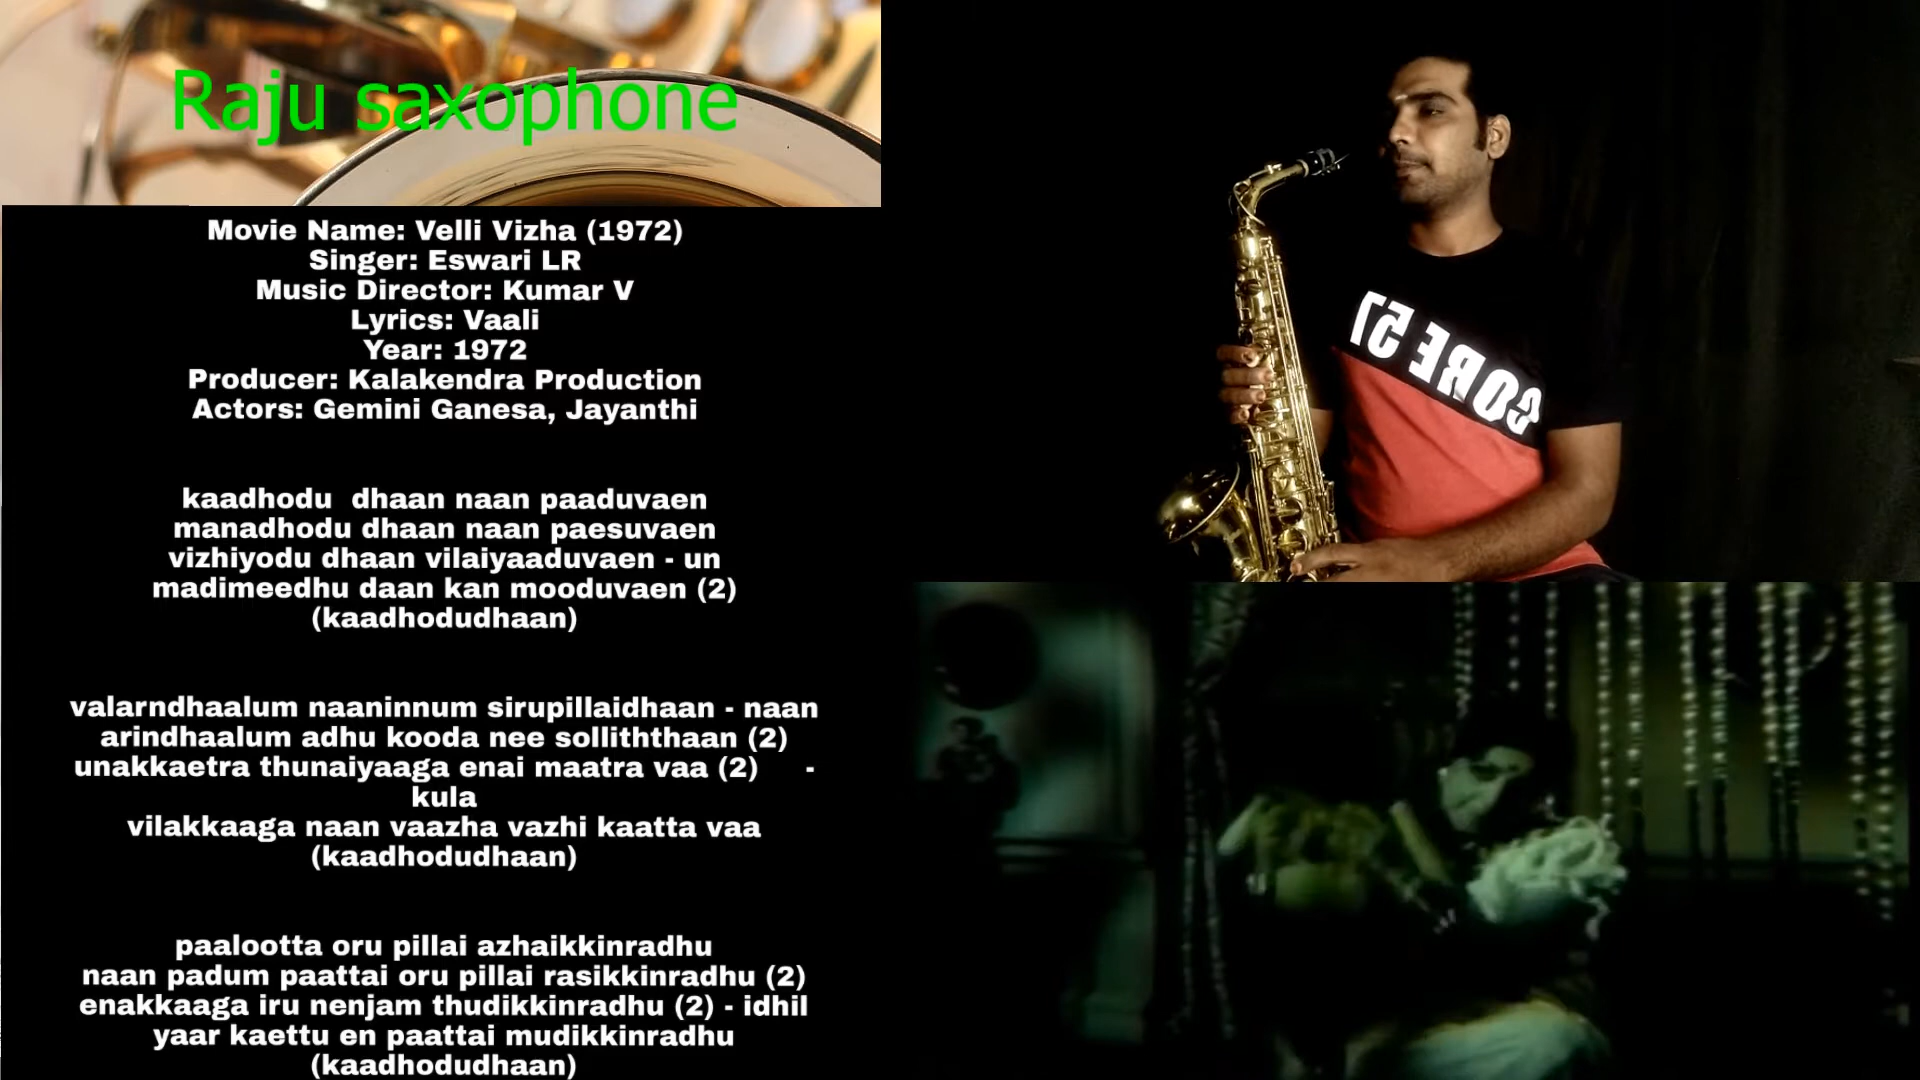 Raju saxophone
Movie Name: Velli Vizha (1972)
Singer: Eswari LR
Music Director: Kumar V
Lyrics: Vaali
Year: 1972
Producer: Kalakendra Production
Actors: Gemini Ganesa, Jayanthi
kaadhodu dhaan naan paaduvaen
manadhodu dhaan naan paesuvaen
vizhiyodu dhaan vilaiyaaduvaen - un
madimeedhu daan kan mooduvaen (2)
(kaadhodudhaan)
valarndhaalum naaninnum sirupillaidhaan - naan
arindhaalum adhu kooda nee solliththaan (2)
unakkaetra thunaiyaaga enai maatra vaa (2) -
kula
vilakkaaga naan vaazha vazhi kaatta vaa
(kaadhodudhaan)
paalootta oru pillai azhaikkinradhu
naan padum paattai oru pillai rasikkinradhu (2)
enakkaaga iru nenjam thudikkinradhu (2) - idhil
yaar kaettu en paattai mudikkinradhu
(kaadhodudhaan)
CORE 57